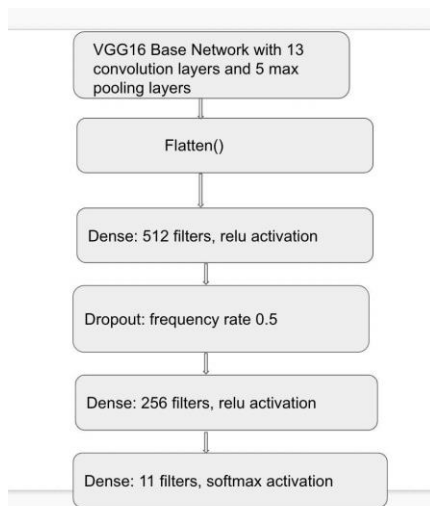 VGG16 Base Network with 13
convolution layers and 5 max
pooling layers
Flatten()
Dense: 512 filters, relu activation
Dropout: frequency rate 0.5
Dense: 256 filters, relu activation
Dense: 11 filters, softmax activation